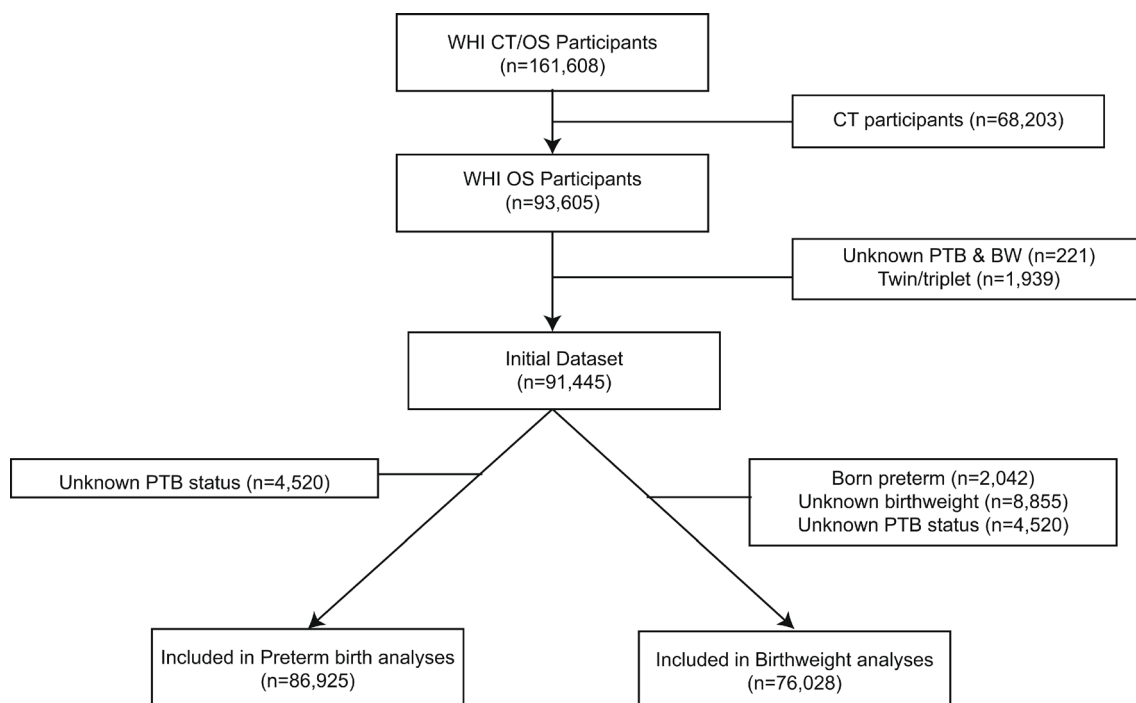 WHI CT/OS Participants
(n=161,608)
CT participants (n=68,203)
WHI OS Participants
(n=93,605)
Unknown PTB & BW (n=221)
Twin/triplet (n=1,939)
Initial Dataset
(n=91,445)
Unknown PTB status (n=4,520)
Born preterm (n=2,042)
Unknown birthweight (n=8,855)
Unknown PTB status (n=4,520)
Included in Preterm birth analyses
(n=86,925)
Included in Birthweight analyses
(n=76,028)